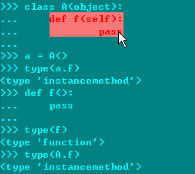 >>> class A(object):
...     def f(self):
...             pass
...
>>> a = A()
>>> type(a.f)
<type 'instancemethod'>
>>> def f():
...     pass
...
>>> type(f)
<type 'function'>
>>> type(A.f)
<type 'instancemethod'>